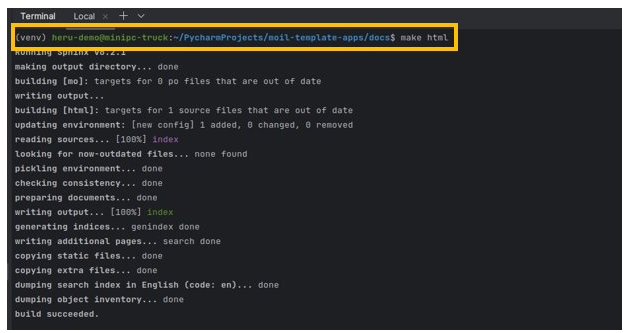 Terminal Local × + ⌄
(venv) heru-demo@minipc-truck:~/PycharmProjects/moil-template-apps/docs$ make html
Running Sphinx v6.2.1
making output directory... done
building [mo]: targets for 0 po files that are out of date
writing output...
building [html]: targets for 1 source files that are out of date
updating environment: [new config] 1 added, 0 changed, 0 removed
reading sources... [100%] index
looking for now-outdated files... none found
pickling environment... done
checking consistency... done
preparing documents... done
writing output... [100%] index
generating indices... genindex done
writing additional pages... search done
copying static files... done
copying extra files... done
dumping search index in English (code: en)... done
dumping object inventory... done
build succeeded.